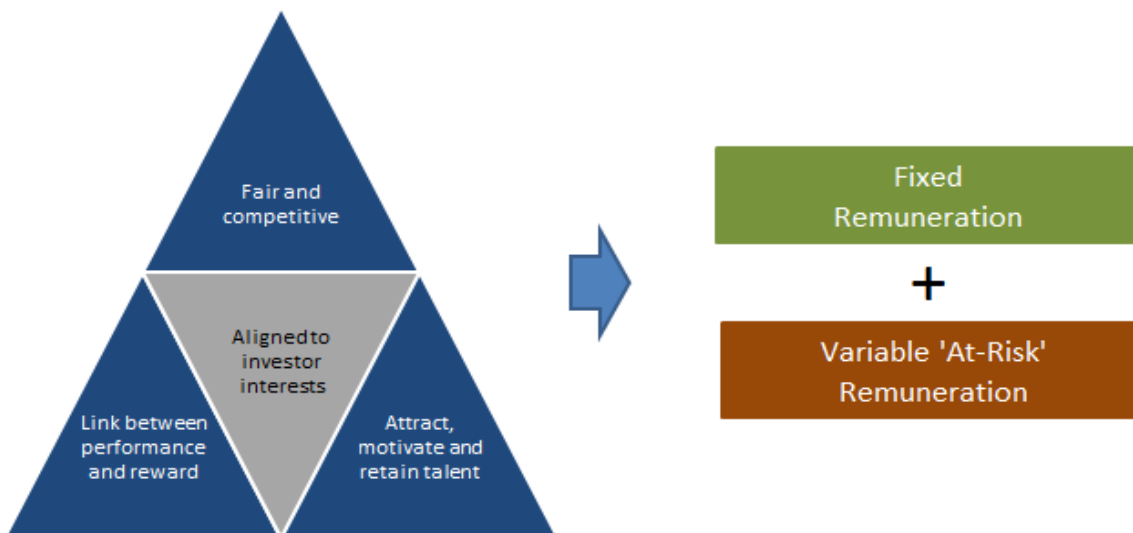 Fair and
competitive
Aligned to
investor
interests
Link between
performance
and reward
Attract,
motivate and
retain talent
Fixed
Remuneration
+
Variable 'At-Risk'
Remuneration